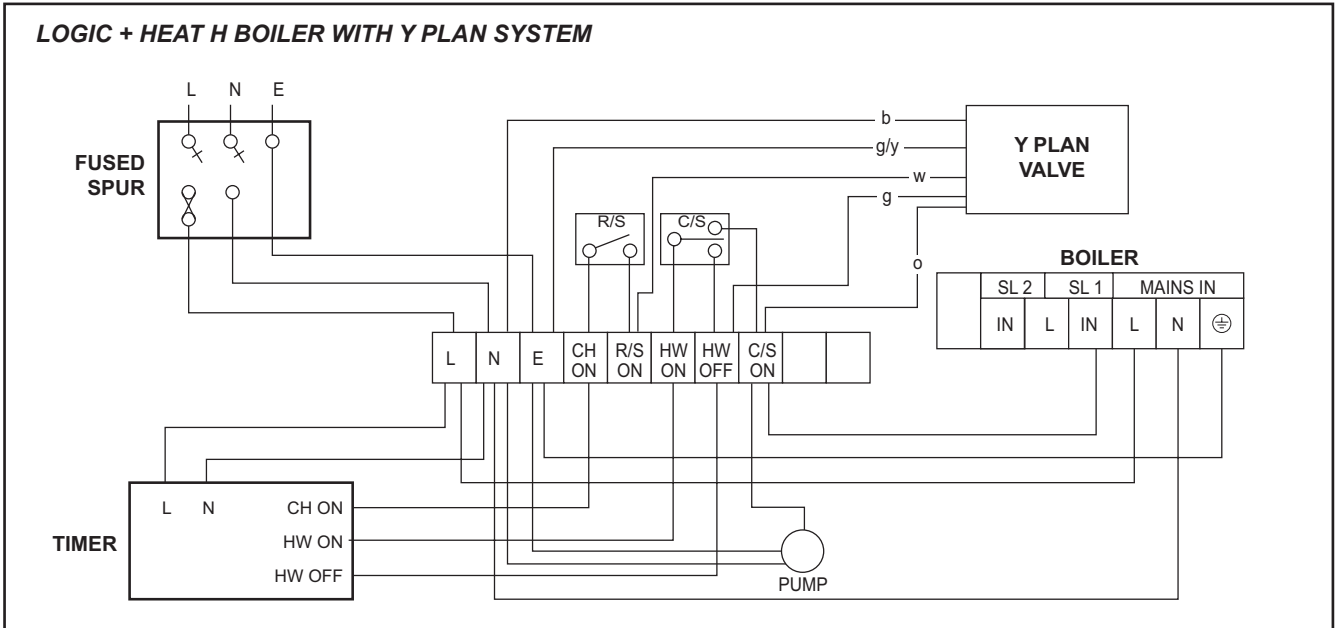 LOGIC + HEAT H BOILER WITH Y PLAN SYSTEM
L N E
FUSED
SPUR
b
g/y
w
g
o
Y PLAN
VALVE
R/S
C/S
BOILER
SL 2 SL 1 MAINS IN
IN L IN L N
L N E CH ON R/S ON HW ON HW OFF C/S ON
TIMER
L N CH ON
HW ON
HW OFF
PUMP